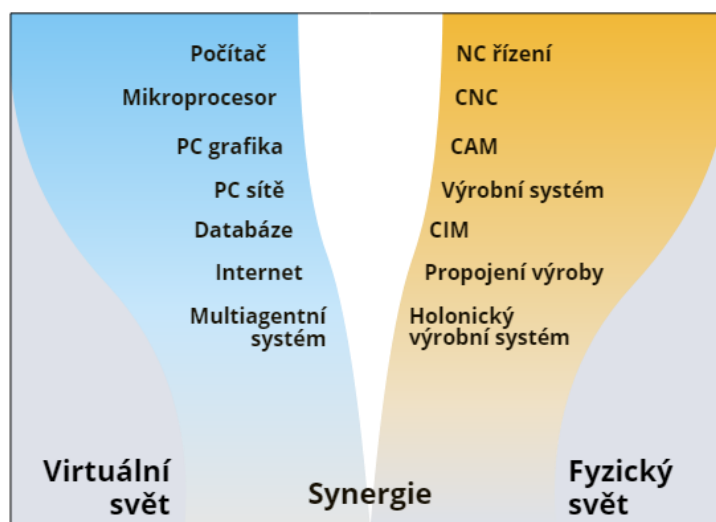 Počítač
NC řízení
Mikroprocesor
CNC
PC grafika
CAM
PC sítě
Výrobní systém
Databáze
CIM
Internet
Propojení výroby
Multiagentní
systém
Holonický
výrobní systém
Virtuální
svět
Synergie
Fyzický
svět